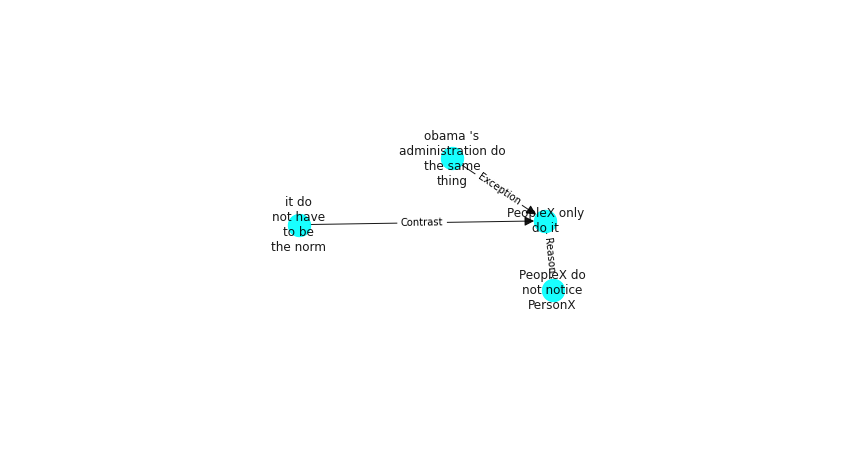 obama 's
administration do
the same
thing
Exception
it do
not have
to be
the norm
Contrast
PeopleX only
do it
Reason
PeopleX do
not notice
PersonX